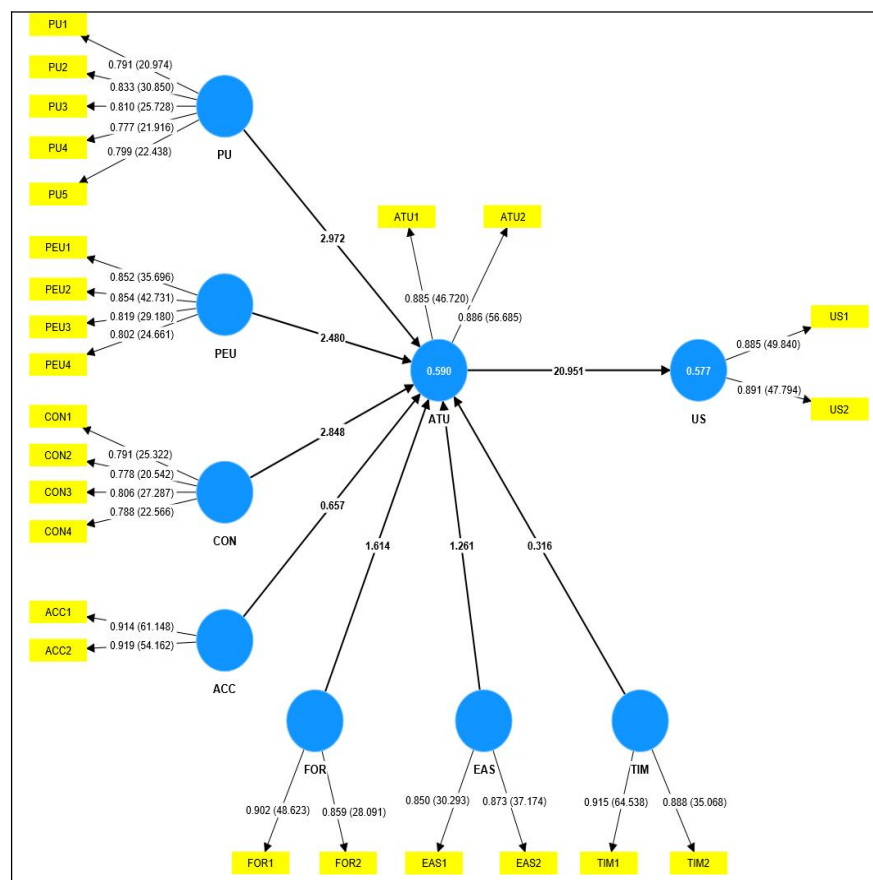 PU1
PU2
PU3
PU4
PU5
0.791 (20.974)
0.833 (30.850)
0.810 (25.728)
0.777 (21.916)
0.799 (22.438)
PU
2.972
PEU1
PEU2
PEU3
PEU4
0.852 (35.696)
0.854 (42.731)
0.819 (29.180)
0.802 (24.661)
PEU
2.480
ATU1
ATU2
0.885 (46.720)
0.886 (56.685)
0.590
ATU
20.951
0.577
US
0.885 (49.840)
0.891 (47.794)
US1
US2
CON1
CON2
CON3
CON4
0.791 (25.322)
0.778 (20.542)
0.806 (27.287)
0.788 (22.566)
CON
2.848
0.657
1.614
1.261
0.316
ACC1
ACC2
0.914 (61.148)
0.919 (54.162)
ACC
FOR
EAS
TIM
0.902 (48.623)
0.859 (28.091)
0.850 (30.293)
0.873 (37.174)
0.915 (64.538)
0.888 (35.068)
FOR1
FOR2
EAS1
EAS2
TIM1
TIM2